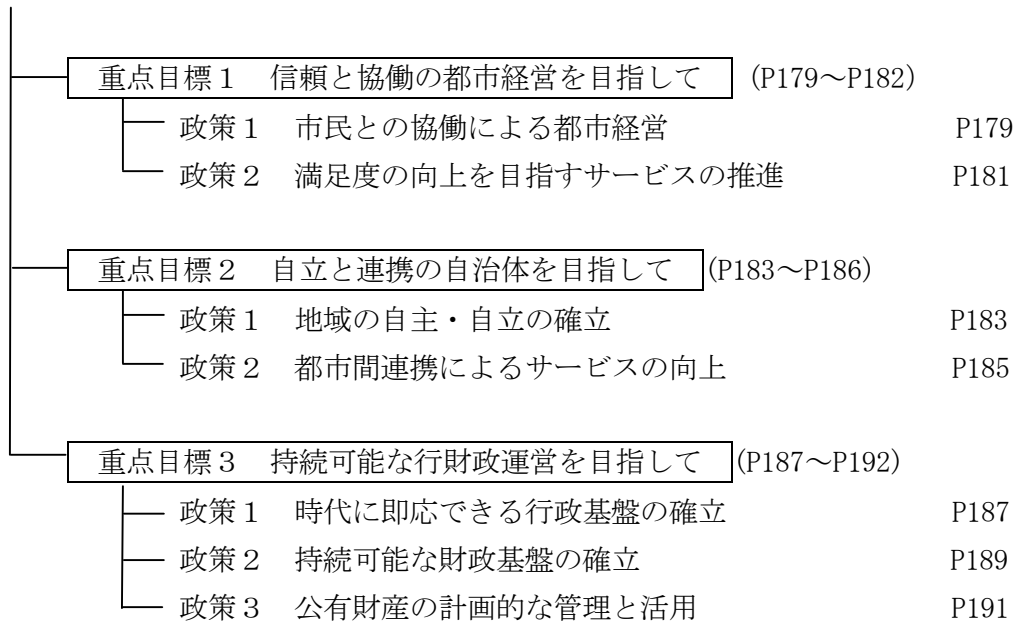 重点目標１　信頼と協働の都市経営を目指して　(P179～P182)
政策１　市民との協働による都市経営　P179
政策２　満足度の向上を目指すサービスの推進　P181
重点目標２　自立と連携の自治体を目指して　(P183～P186)
政策１　地域の自主・自立の確立　P183
政策２　都市間連携によるサービスの向上　P185
重点目標３　持続可能な行財政運営を目指して　(P187～P192)
政策１　時代に即応できる行政基盤の確立　P187
政策２　持続可能な財政基盤の確立　P189
政策３　公有財産の計画的な管理と活用　P191